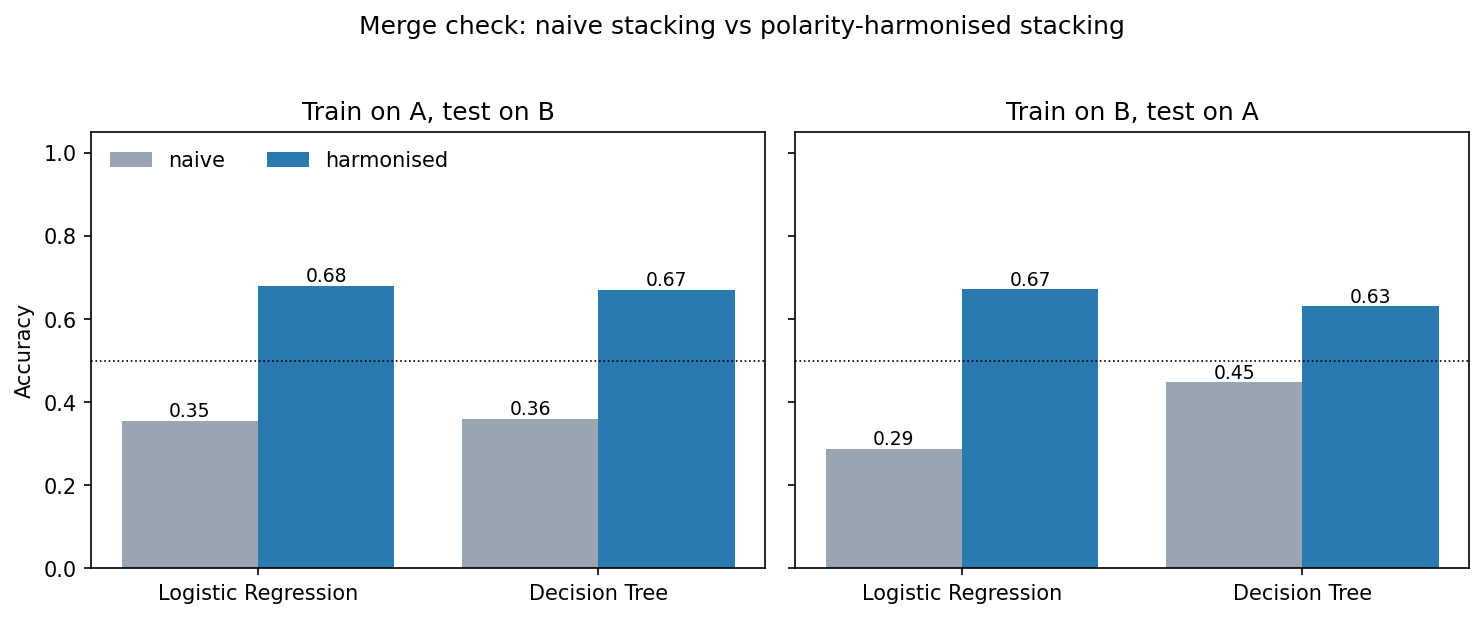 Merge check: naive stacking vs polarity-harmonised stacking
Train on A, test on B
Train on B, test on A
naive
harmonised
Accuracy
1.0
0.8
0.6
0.4
0.2
0.0
0.35
0.68
0.36
0.67
0.29
0.67
0.45
0.63
Logistic Regression
Decision Tree
Logistic Regression
Decision Tree